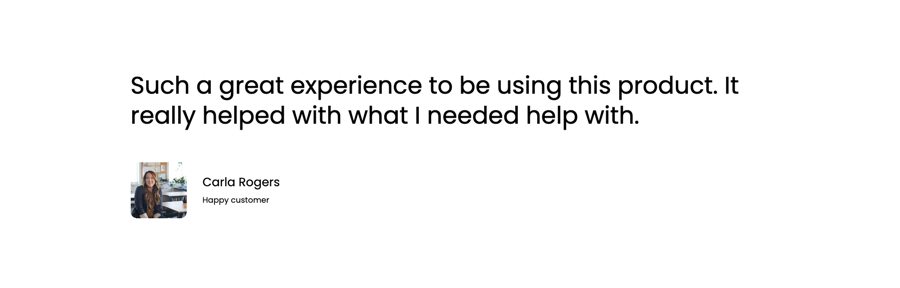 Such a great experience to be using this product. It
really helped with what I needed help with.
Carla Rogers
Happy customer